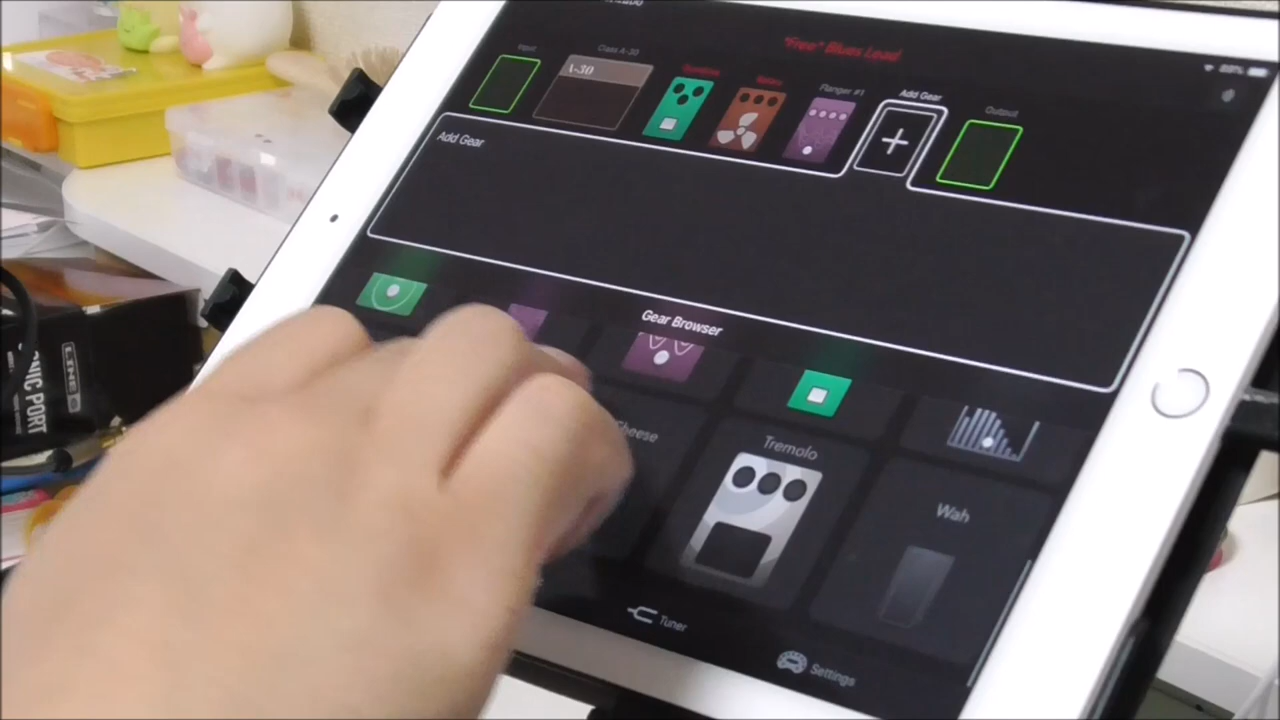 "Free" Blues Lead
88%
Input
Class A-30
A-30
Flanger #1
Add Gear
Output
Add Gear
Gear Browser
Cheese
Tremolo
Wah
Tuner
Settings
LINE 6
SONIC PORT